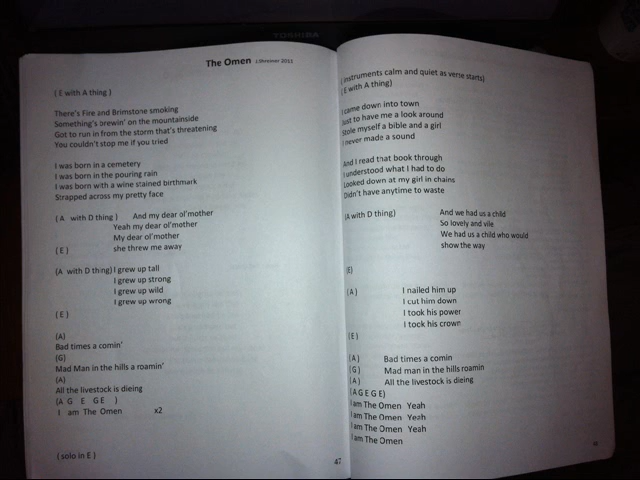 TOSHIBA
The Omen J.Shreiner 2011
( E with A thing )
There's Fire and Brimstone smoking
Something's brewin' on the mountainside
Got to run in from the storm that's threatening
You couldn't stop me if you tried
I was born in a cemetery
I was born in the pouring rain
I was born with a wine stained birthmark
Strapped across my pretty face
( A with D thing ) And my dear ol'mother
Yeah my dear ol'mother
My dear ol'mother
( E ) she threw me away
(A with D thing) I grew up tall
I grew up strong
I grew up wild
I grew up wrong
( E )
(A)
Bad times a comin'
(G)
Mad Man in the hills a roamin'
(A)
All the livestock is dieing
(A G E GE )
I am The Omen x2
( solo in E )
47
( instruments calm and quiet as verse starts)
(E with A thing)
I came down into town
Just to have me a look around
Stole myself a bible and a girl
I never made a sound
And I read that book through
I understood what I had to do
Looked down at my girl in chains
Didn't have anytime to waste
(A with D thing) And we had us a child
So lovely and vile
We had us a child who would
show the way
(E)
(A) I nailed him up
I cut him down
I took his power
I took his crown
(E)
(A) Bad times a comin
(G) Mad man in the hills roamin
(A) All the livestock is dieing
(A G E G E)
I am The Omen Yeah
I am The Omen Yeah
I am The Omen Yeah
I am The Omen